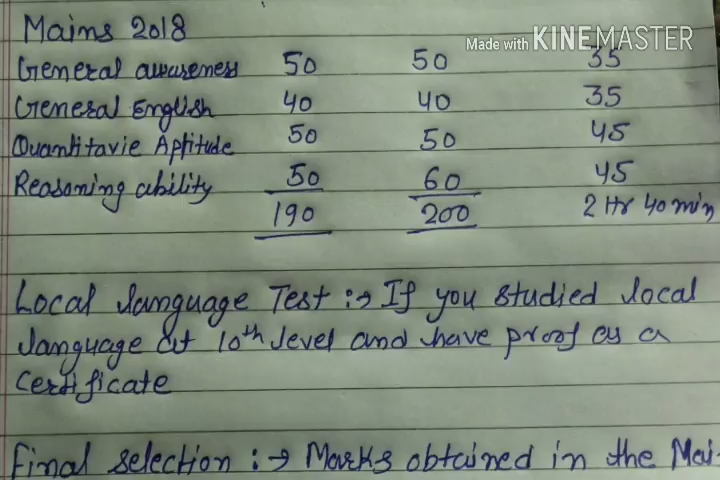 Mains 2018
Made with KINEMASTER
General awareness 50 50 35
General English 40 40 35
Quantitavie Aptitude 50 50 45
Reasoning ability 50 60 45
190 200 2 Hr 40 min
Local language Test :→ If you studied local
language at 10th level and have proof as a
certificate
Final selection :→ Marks obtained in the Mai